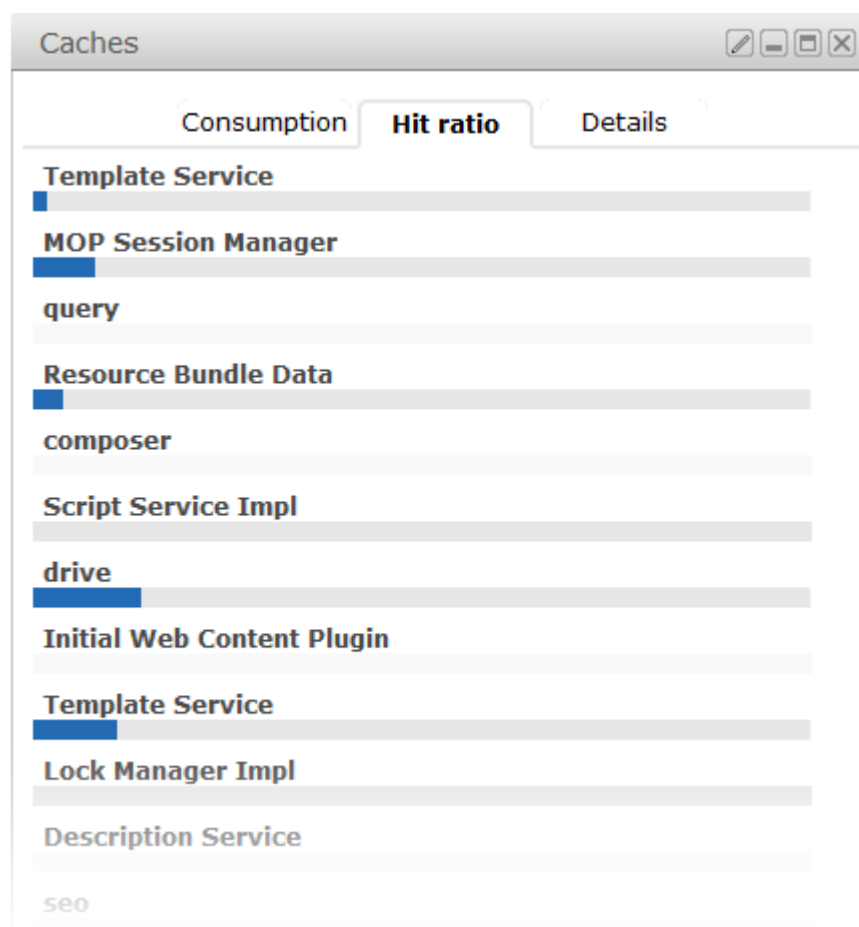 Caches
Consumption Hit ratio Details
Template Service
MOP Session Manager
query
Resource Bundle Data
composer
Script Service Impl
drive
Initial Web Content Plugin
Template Service
Lock Manager Impl
Description Service
seo